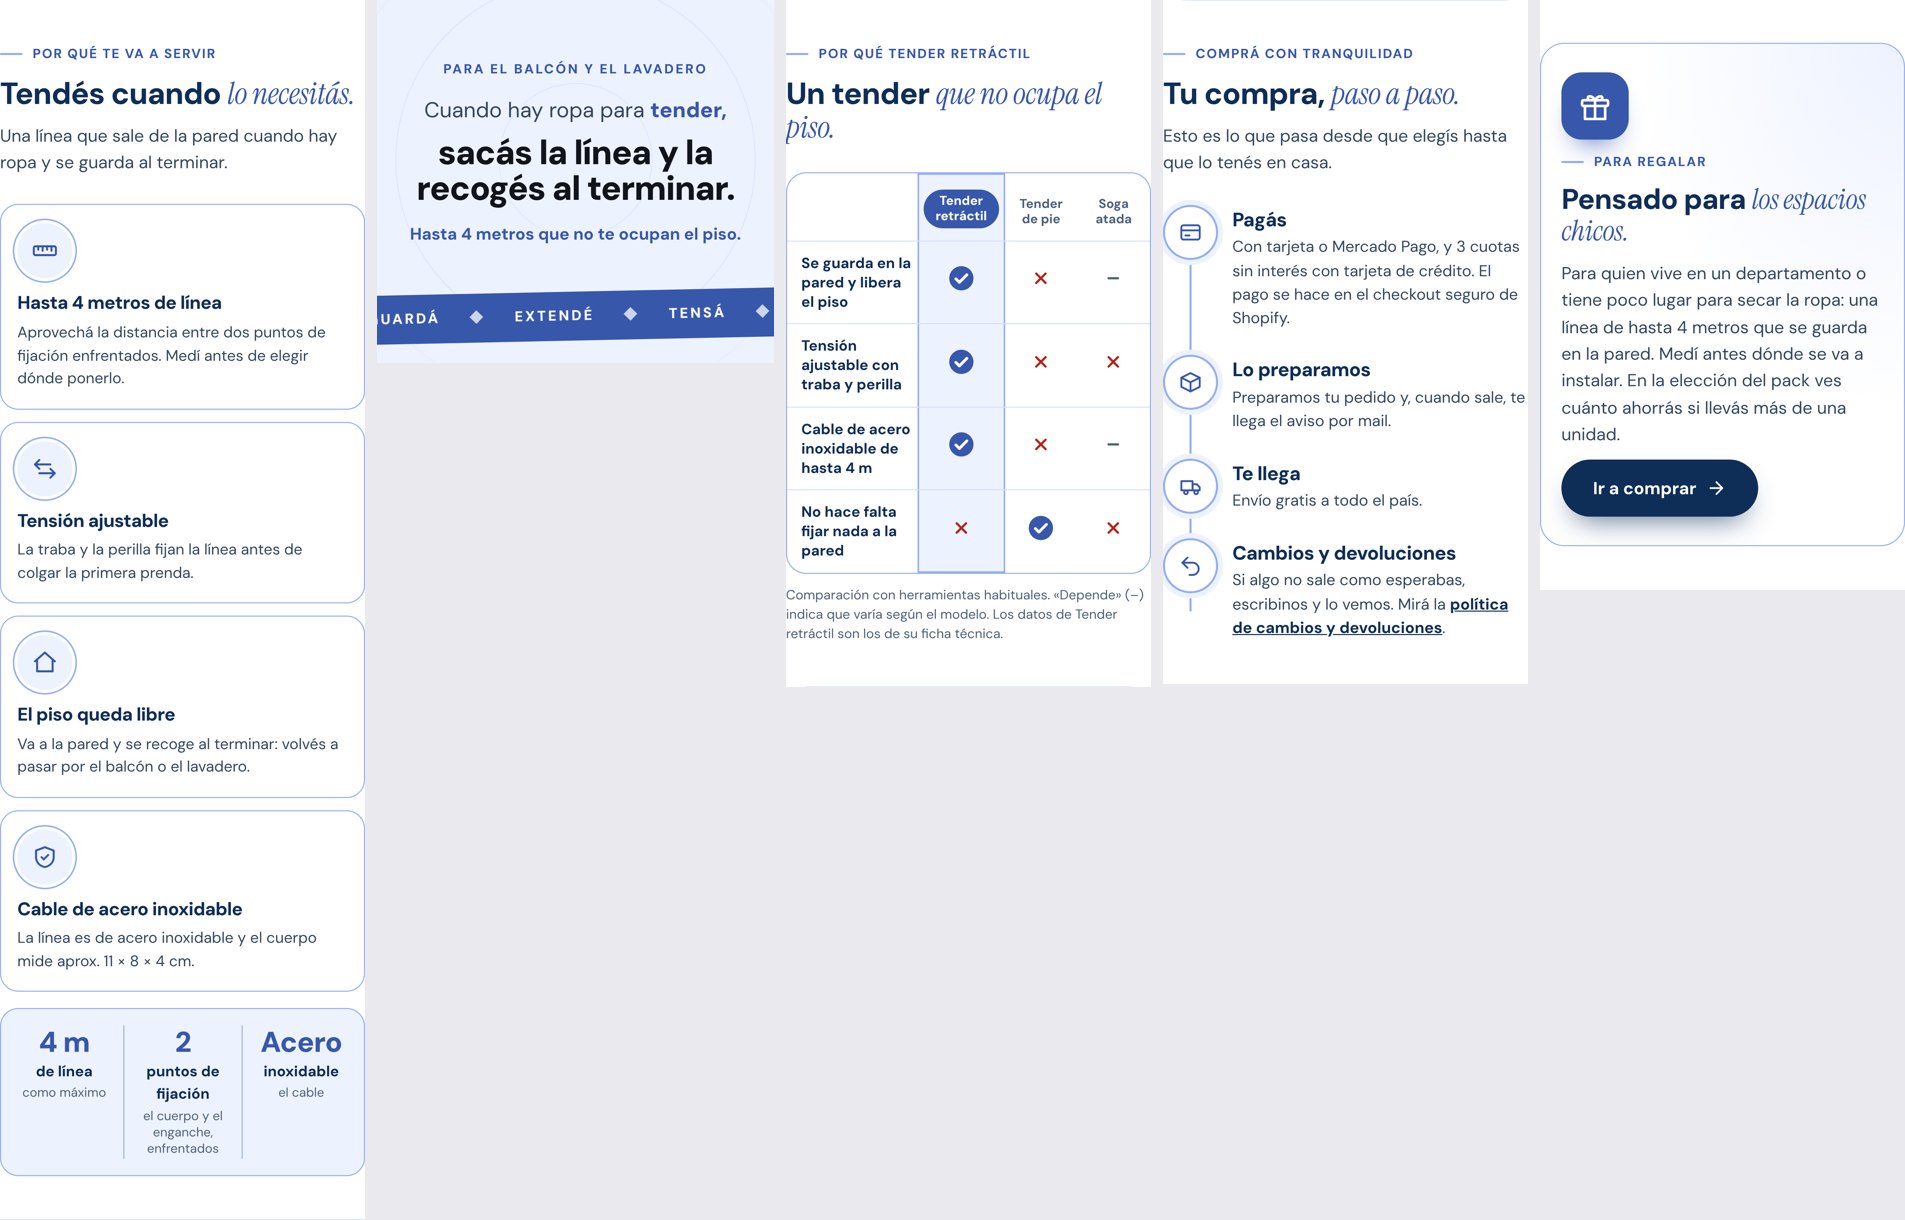 POR QUÉ TE VA A SERVIR
Tendés cuando lo necesitás.
Una línea que sale de la pared cuando hay
ropa y se guarda al terminar.
Hasta 4 metros de línea
Aprovechá la distancia entre dos puntos de
fijación enfrentados. Medí antes de elegir
dónde ponerlo.
Tensión ajustable
La traba y la perilla fijan la línea antes de
colgar la primera prenda.
El piso queda libre
Va a la pared y se recoge al terminar: volvés a
pasar por el balcón o el lavadero.
Cable de acero inoxidable
La línea es de acero inoxidable y el cuerpo
mide aprox. 11 × 8 × 4 cm.
4 m
de línea
como máximo
2
puntos de
fijación
el cuerpo y el
enganche,
enfrentados
Acero
inoxidable
el cable
PARA EL BALCÓN Y EL LAVADERO
Cuando hay ropa para tender,
sacás la línea y la
recogés al terminar.
Hasta 4 metros que no te ocupan el piso.
UARDÁ ◆ EXTENDÉ ◆ TENSÁ ◆
POR QUÉ TENDER RETRÁCTIL
Un tender que no ocupa el
piso.
Tender
retráctil
Tender
de pie
Soga
atada
Se guarda en la
pared y libera
el piso
Tensión
ajustable con
traba y perilla
Cable de acero
inoxidable de
hasta 4 m
No hace falta
fijar nada a la
pared
Comparación con herramientas habituales. «Depende» (–)
indica que varía según el modelo. Los datos de Tender
retráctil son los de su ficha técnica.
COMPRÁ CON TRANQUILIDAD
Tu compra, paso a paso.
Esto es lo que pasa desde que elegís hasta
que lo tenés en casa.
Pagás
Con tarjeta o Mercado Pago, y 3 cuotas
sin interés con tarjeta de crédito. El
pago se hace en el checkout seguro de
Shopify.
Lo preparamos
Preparamos tu pedido y, cuando sale, te
llega el aviso por mail.
Te llega
Envío gratis a todo el país.
Cambios y devoluciones
Si algo no sale como esperabas,
escribinos y lo vemos. Mirá la política
de cambios y devoluciones.
PARA REGALAR
Pensado para los espacios
chicos.
Para quien vive en un departamento o
tiene poco lugar para secar la ropa: una
línea de hasta 4 metros que se guarda
en la pared. Medí antes dónde se va a
instalar. En la elección del pack ves
cuánto ahorrás si llevás más de una
unidad.
Ir a comprar →